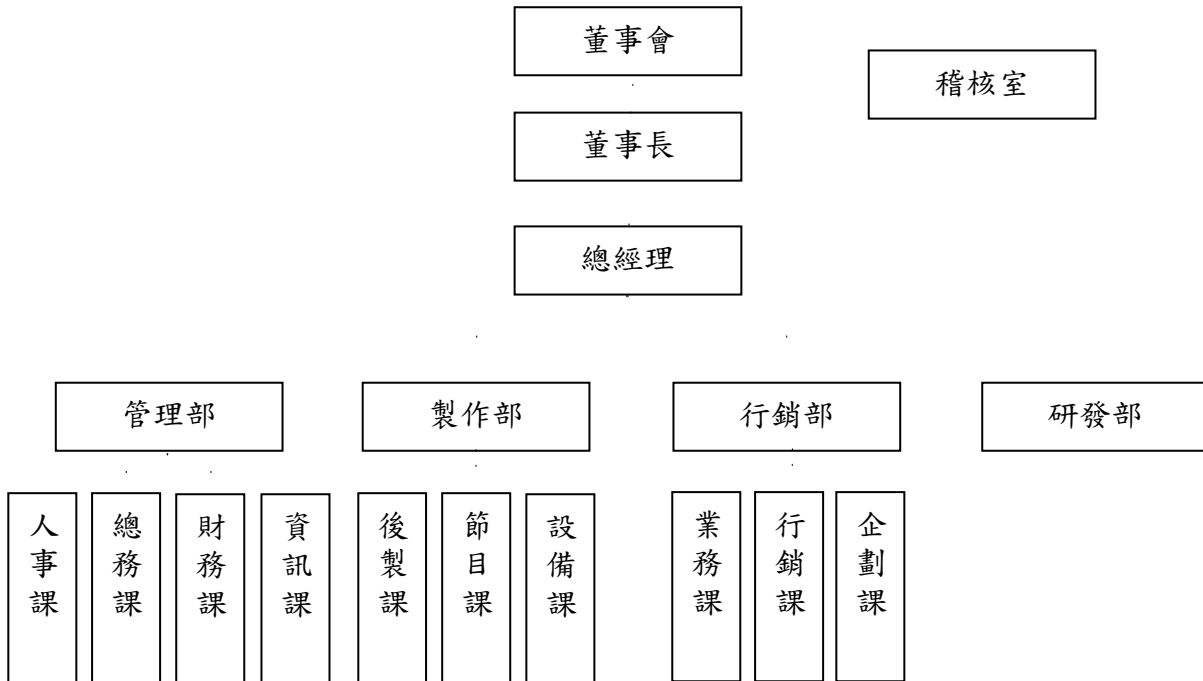 董事會
稽核室
董事長
總經理
管理部
製作部
行銷部
研發部
人事課
總務課
財務課
資訊課
後製課
節目課
設備課
業務課
行銷課
企劃課